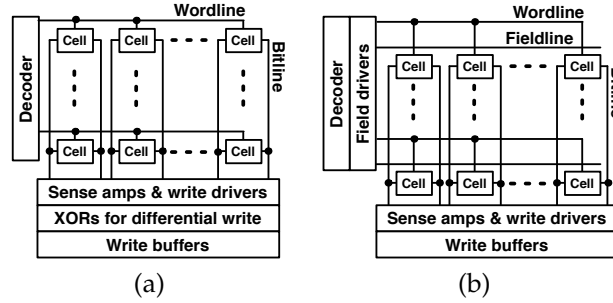 Wordline
Cell
Cell
Cell
Bitline
Decoder
Cell
Cell
Cell
Sense amps & write drivers
XORs for differential write
Write buffers
(a)
Wordline
Fieldline
Cell
Cell
Cell
Decoder
Field drivers
Cell
Cell
Cell
Sense amps & write drivers
Write buffers
(b)